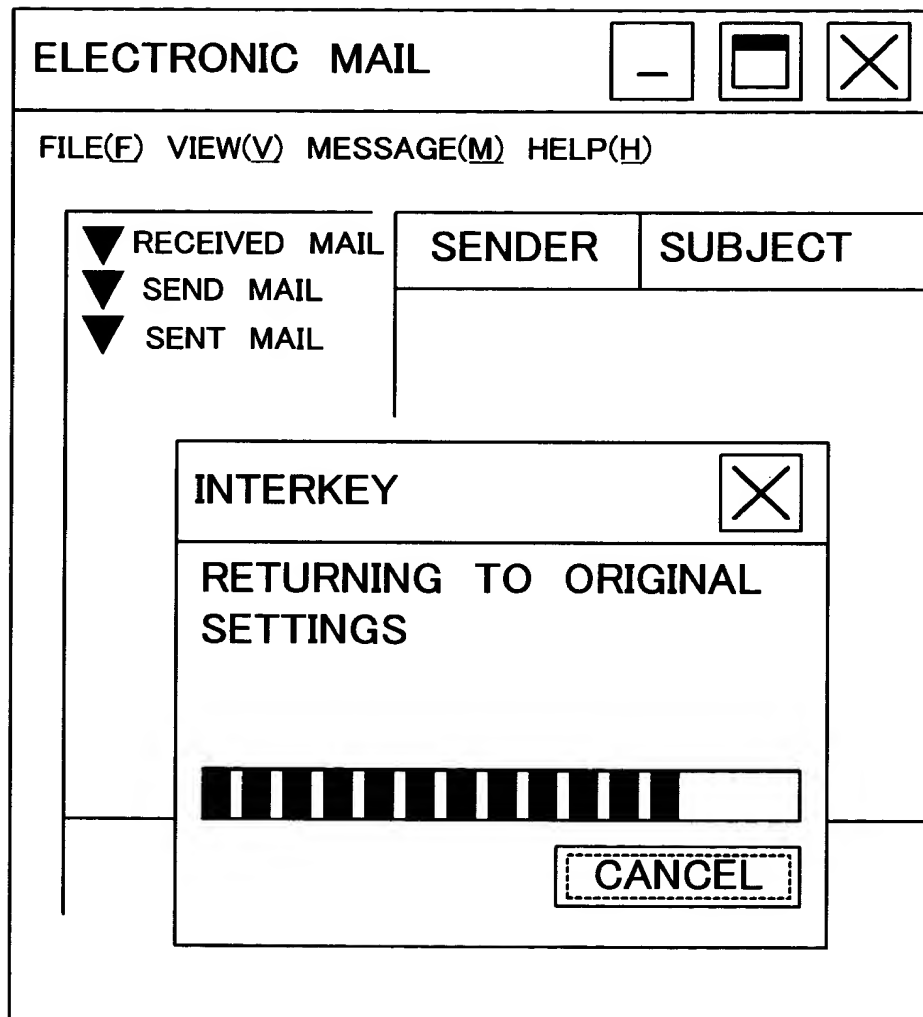 ELECTRONIC MAIL
FILE(F) VIEW(V) MESSAGE(M) HELP(H)
RECEIVED MAIL
SEND MAIL
SENT MAIL
SENDER SUBJECT
INTERKEY
RETURNING TO ORIGINAL
SETTINGS
CANCEL